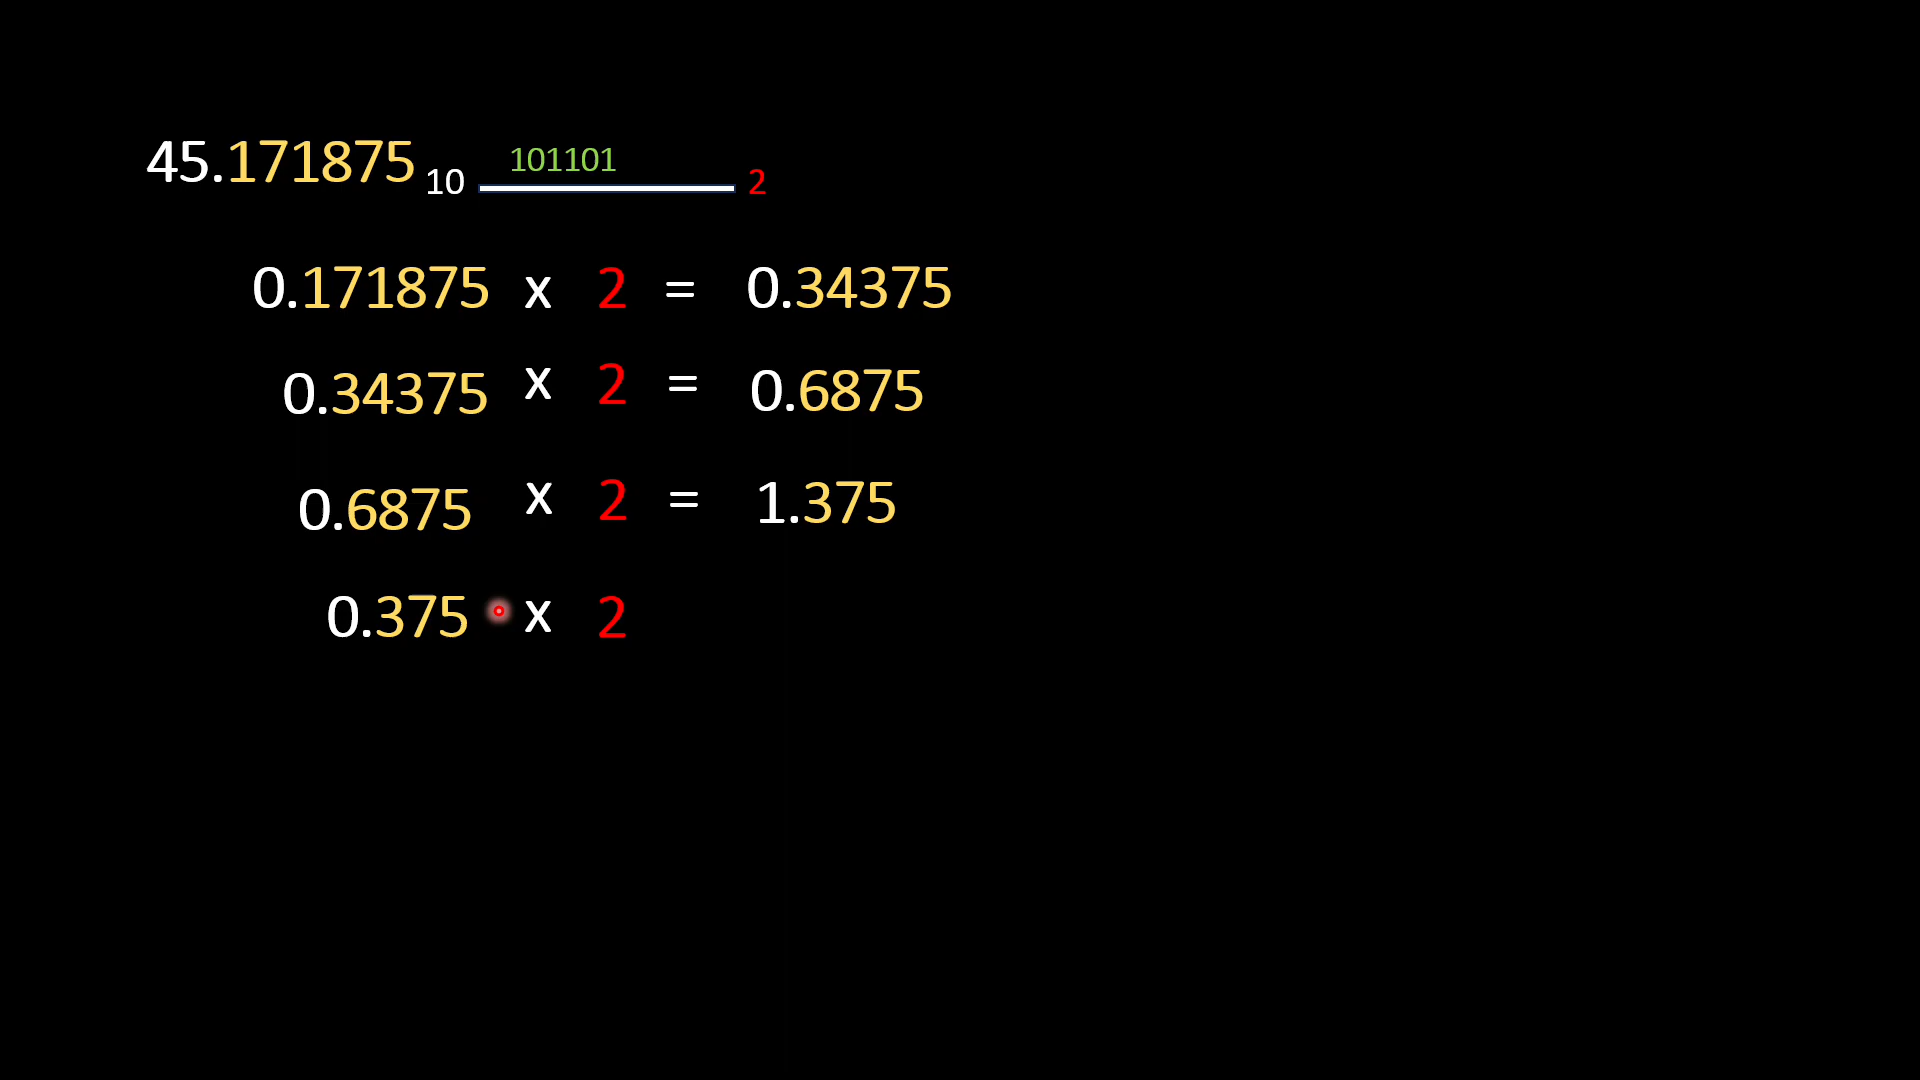 45.171875 10 101101 2
0.171875 x 2 = 0.34375
0.34375 x 2 = 0.6875
0.6875 x 2 = 1.375
0.375 x 2